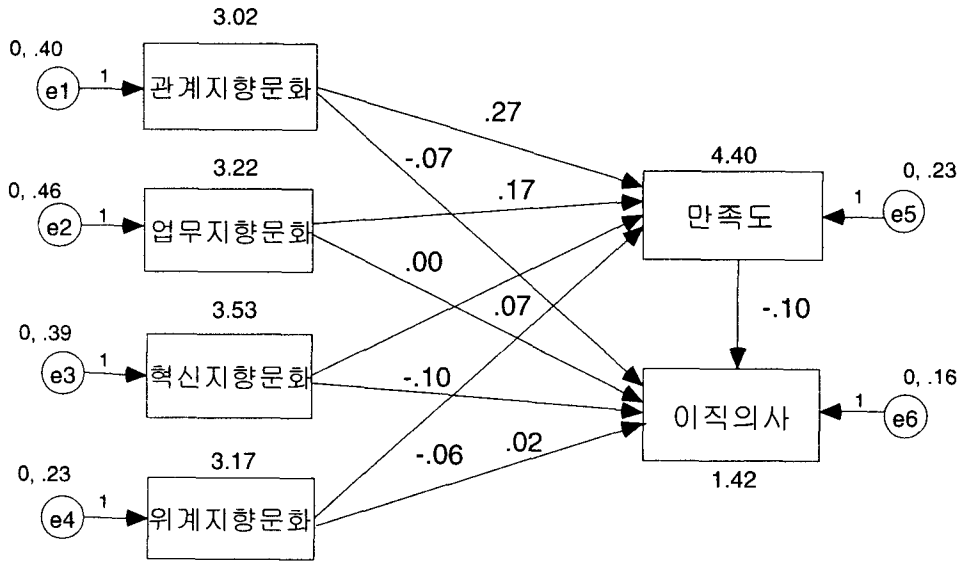 3.02
0, .40
e1
1
관계지향문화
.27
-.07
3.22
0, .46
e2
1
업무지향문화
.17
4.40
만족도
1
0, .23
e5
.00
.07
3.53
0, .39
e3
1
혁신지향문화
-.10
-.10
이직의사
1
0, .16
e6
1.42
3.17
0, .23
e4
1
위계지향문화
-.06
.02